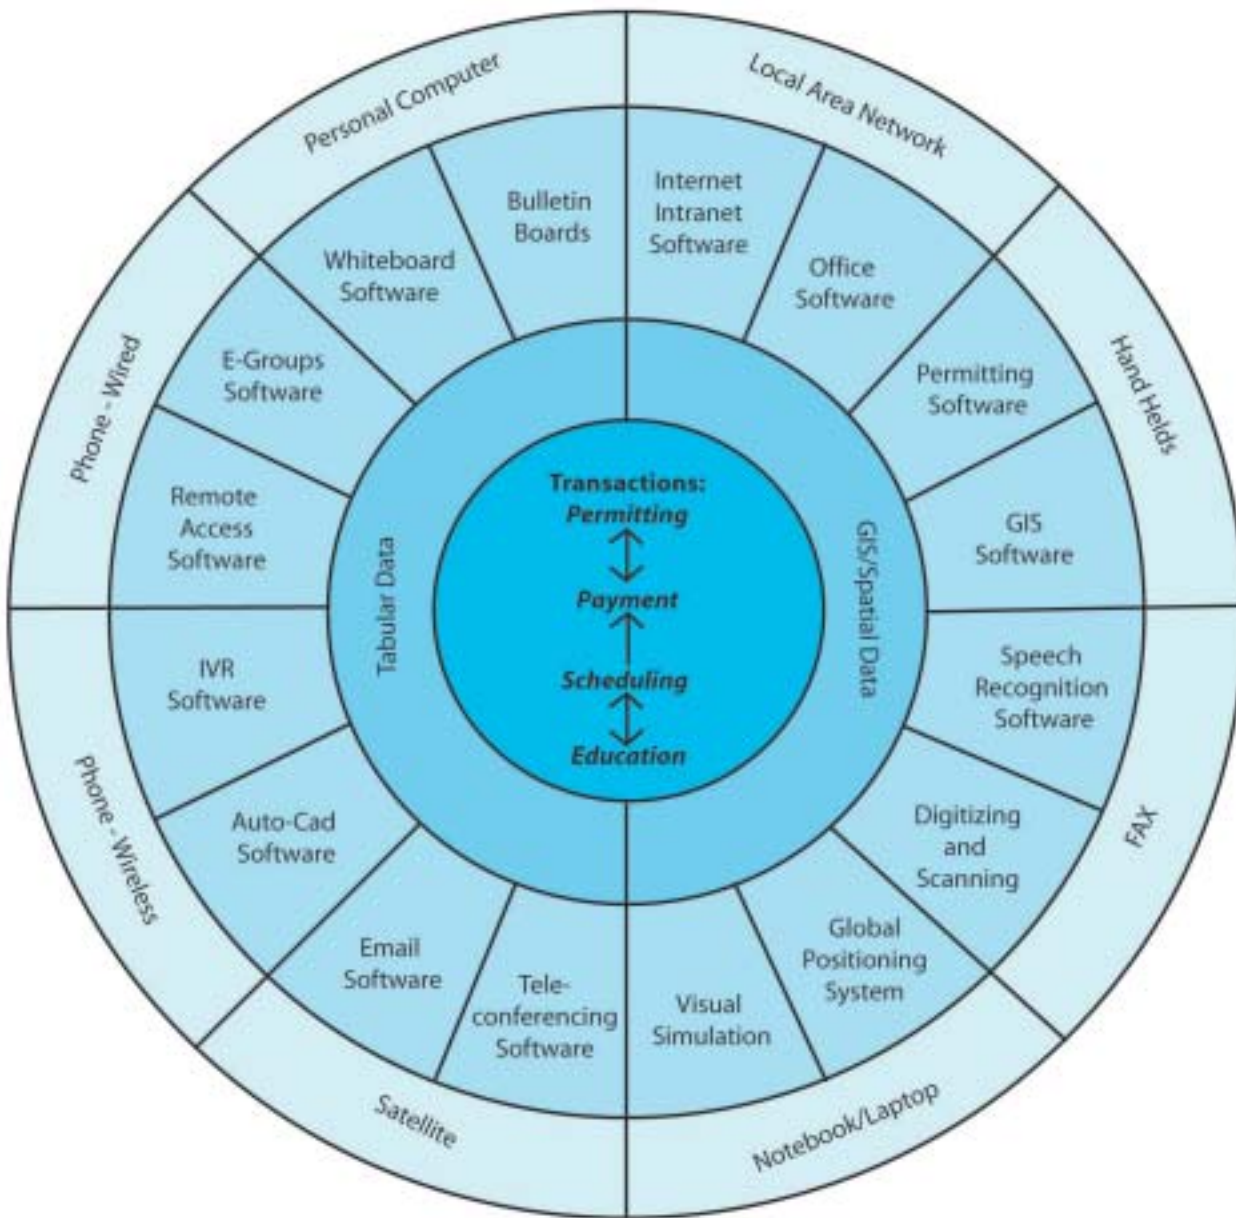 Personal Computer
Local Area Network
Hand Helds
FAX
Notebook/Laptop
Satellite
Phone - Wireless
Phone - Wired
Bulletin
Boards
Internet
Intranet
Software
Office
Software
Permitting
Software
GIS
Software
Speech
Recognition
Software
Digitizing
and
Scanning
Global
Positioning
System
Visual
Simulation
Tele-
conferencing
Software
Email
Software
Auto-Cad
Software
IVR
Software
Remote
Access
Software
E-Groups
Software
Whiteboard
Software
Tabular Data
GIS/Spatial Data
Transactions:
Permitting
Payment
Scheduling
Education